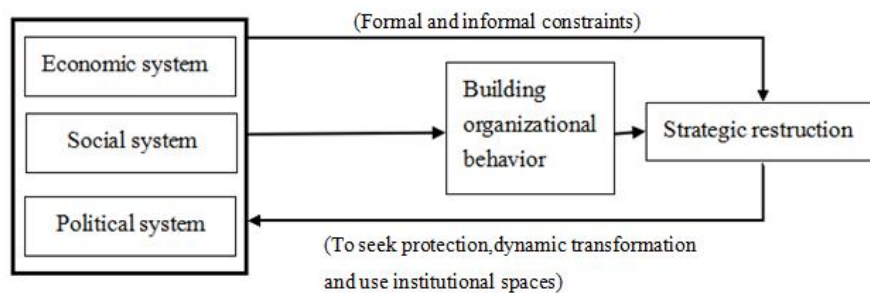 (Formal and informal constraints)
Economic system
Social system
Political system
Building
organizational
behavior
Strategic restruction
(To seek protection,dynamic transformation
and use institutional spaces)